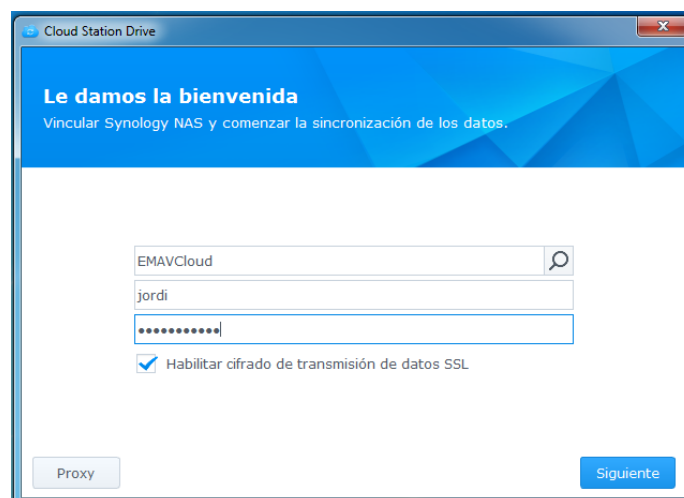 Cloud Station Drive
Le damos la bienvenida
Vincular Synology NAS y comenzar la sincronización de los datos.
EMAVCloud
jordi
•••••••••••
Habilitar cifrado de transmisión de datos SSL
Proxy
Siguiente